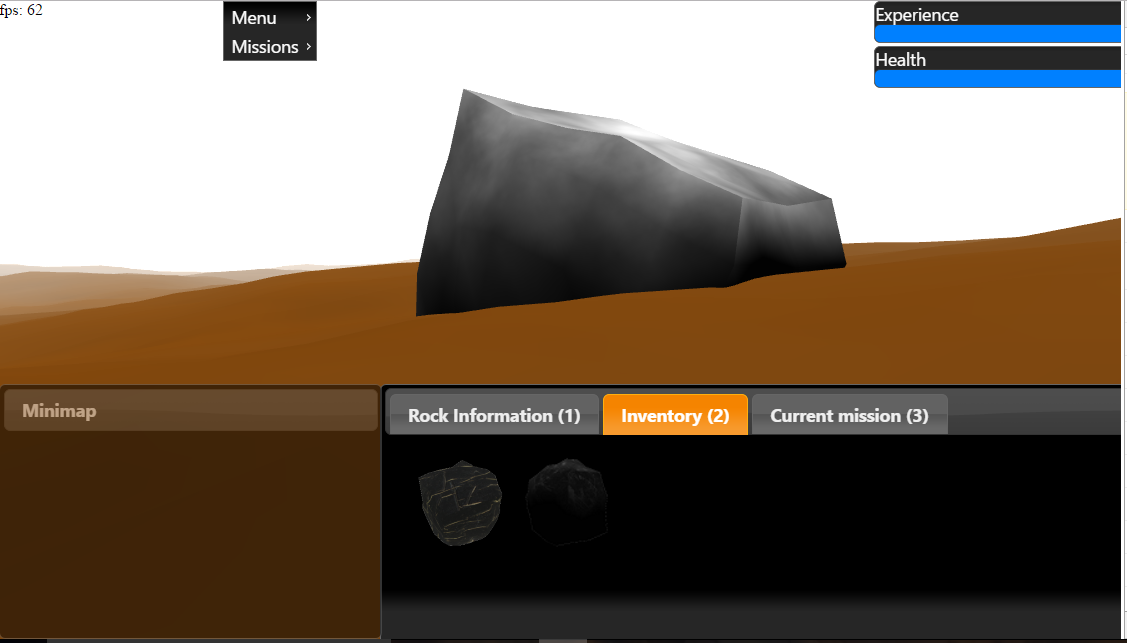 fps: 62
Menu ›
Missions ›
Experience
Health
Minimap
Rock Information (1)
Inventory (2)
Current mission (3)